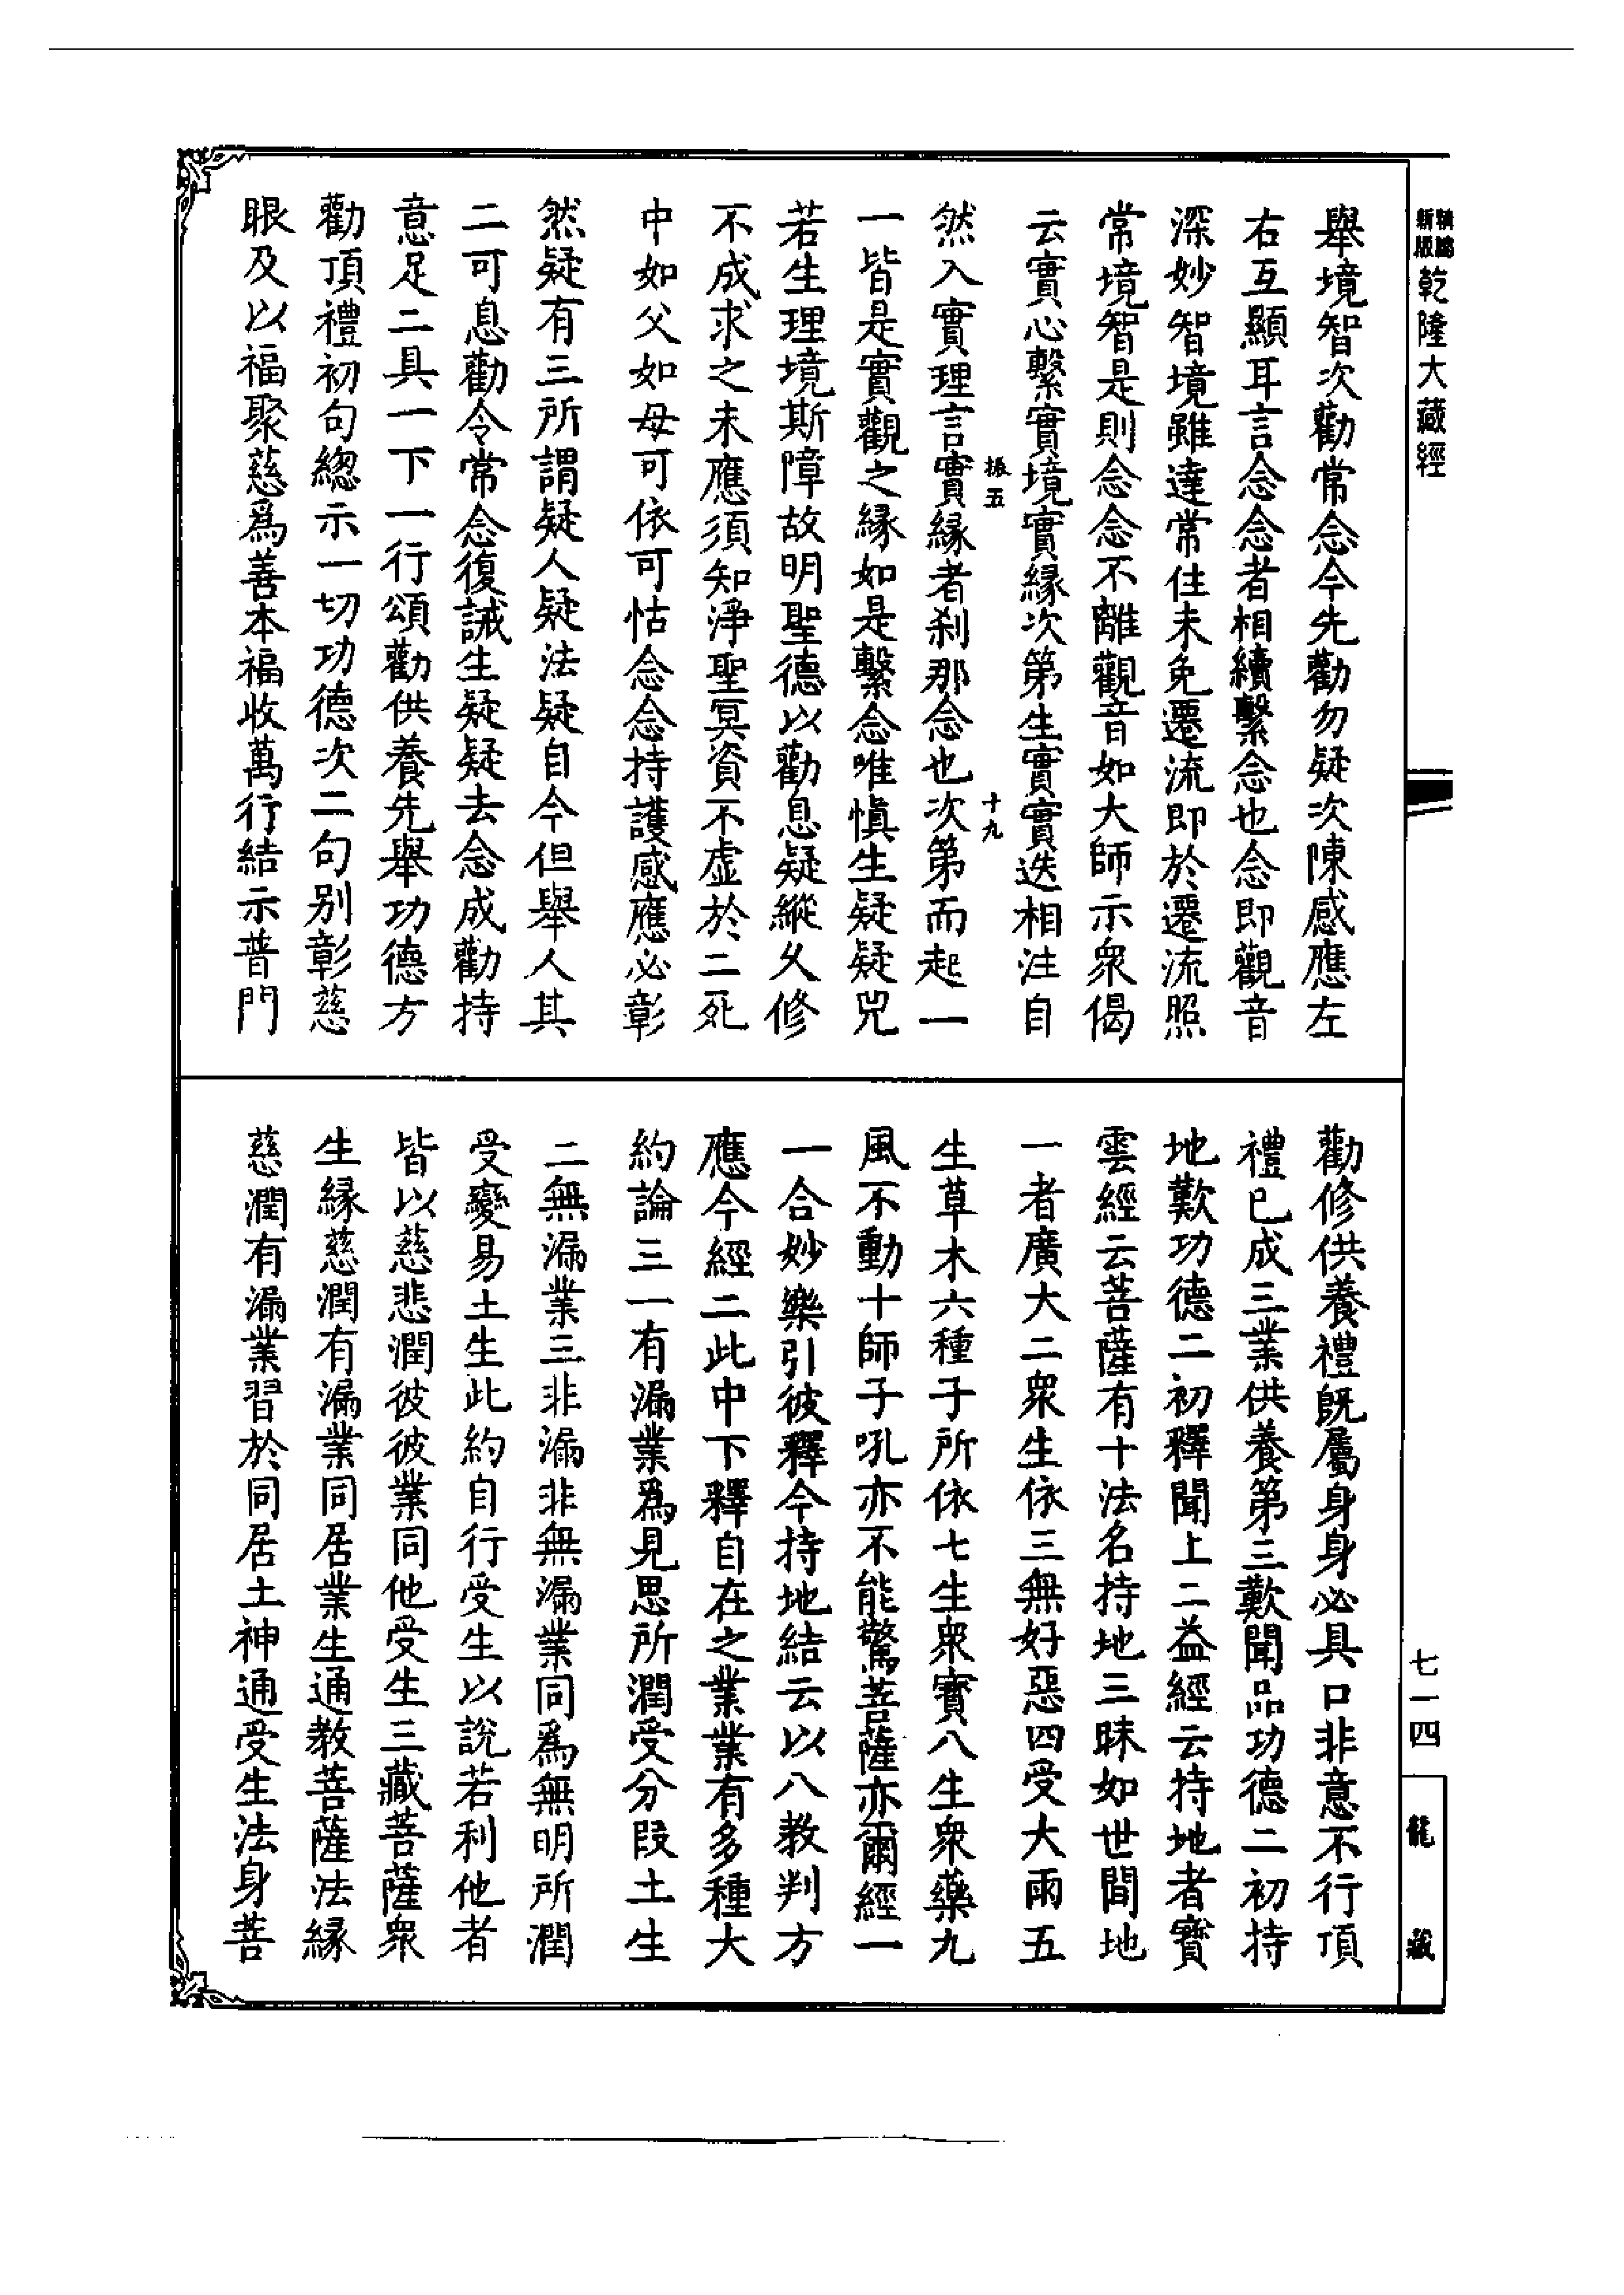 新編
新版
乾隆大藏經
舉境智次勸常念今先勸勿疑次陳感應左
右互顯耳言念念者相續繫念也念即觀音
深妙智境雖達常住未免遷流即於遷流照
常境智是則念念不離觀音如大師示衆偈
云實心繫實境實緣次第生實實迭相注自
振五
十九
然入實理言實緣者剎那念也次第而起一
一皆是實觀之緣如是繫念唯愼生疑疑兕
若生理境斯障故明聖德以勸息疑縱久修
不成求之未應須知淨聖冥資不虛於二死
中如父如母可依可怙念念持護感應必彰
然疑有三所謂疑人疑法疑自今但舉人其
二可息勸令常念復誡生疑疑去念成勸持
意足二具一下一行頌勸供養先舉功德方
勸頂禮初句總示一切功德次二句別彰慈
眼及以福聚慈爲善本福收萬行結示普門
勸修供養禮旣屬身身必具口非意不行頂
禮已成三業供養第三歎聞品功德二初持
地歎功德二初釋聞上二益經云持地者寶
雲經云菩薩有十法名持地三昧如世間地
一者廣大二衆生依三無好惡四受大雨五
生草木六種子所依七生衆寶八生衆藥九
風不動十師子吼亦不能驚菩薩亦爾經一
一合妙樂引彼釋今持地結云以八教判方
應今經二此中下釋自在之業業有多種大
約論三一有漏業爲見思所潤受分段土生
二無漏業三非漏非無漏業同爲無明所潤
受變易土生此約自行受生以說若利他者
皆以慈悲潤彼彼業同他受生三藏菩薩衆
生緣慈潤有漏業同居業生通教菩薩法緣
慈潤有漏業習於同居土神通受生法身菩
七一四
龍藏